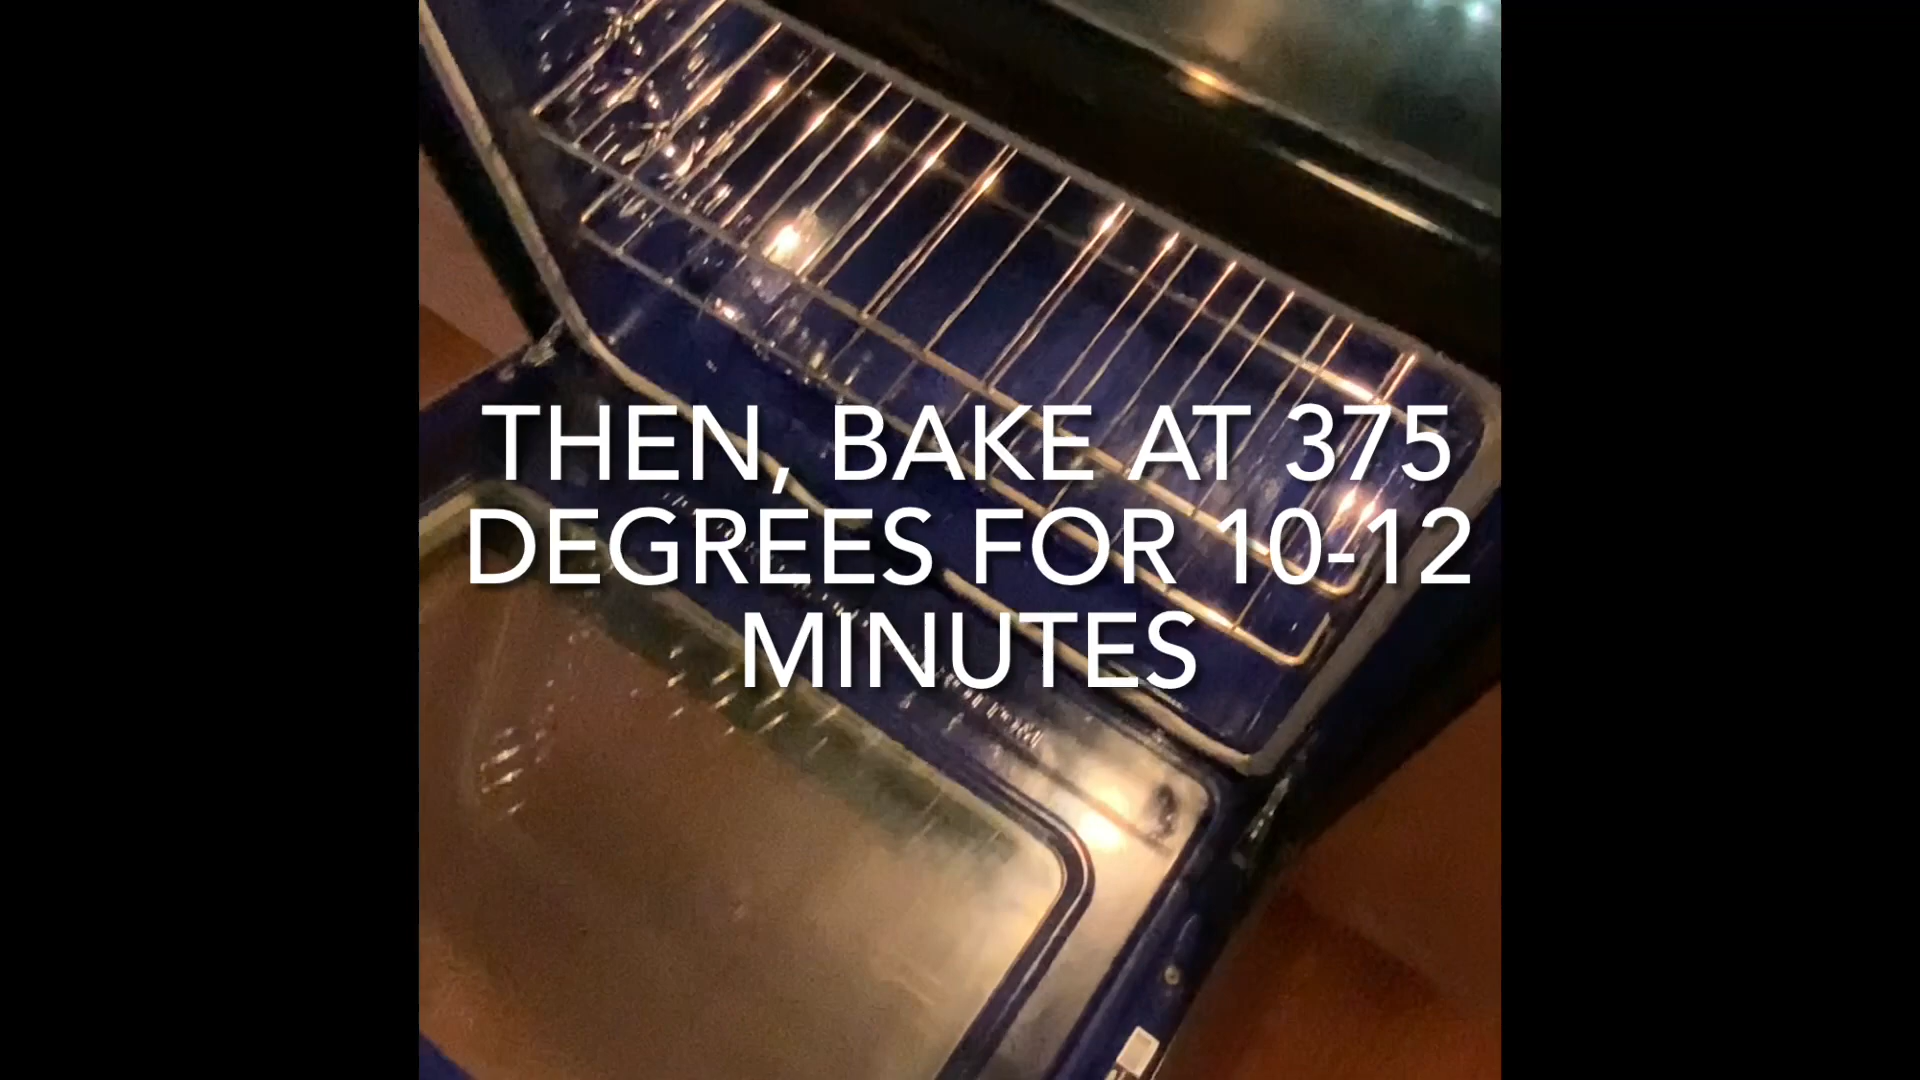 THEN, BAKE AT 375
DEGREES FOR 10-12
MINUTES